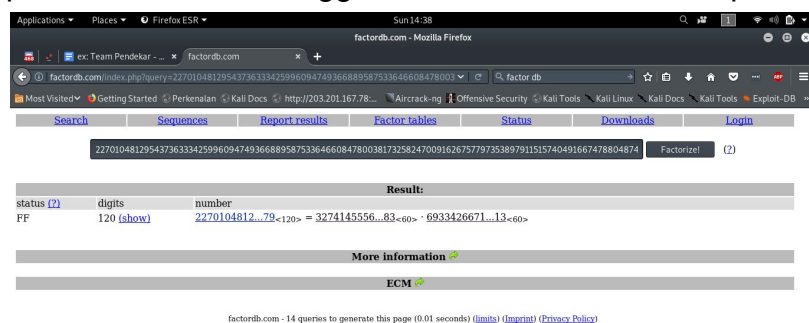 Applications Places Firefox ESR Sun 14:38 1
factordb.com - Mozilla Firefox
ex: Team Pendekar - ... × factordb.com × +
factordb.com/index.php?query=22701048129543736333425996094749366889587533646608478003 factor db
Most Visited Getting Started Perkenalan Kali Docs http://203.201.167.78:... Aircrack-ng Offensive Security Kali Tools Kali Linux Kali Docs Kali Tools Exploit-DB »
Search Sequences Report results Factor tables Status Downloads Login
Factorize! (?)
Result:
status (?) digits number
FF 120 (show) 2270104812...79<120> = 3274145556...83<60> · 6933426671...13<60>
More information
ECM
factordb.com - 14 queries to generate this page (0.01 seconds) (limits) (Imprint) (Privacy Policy)